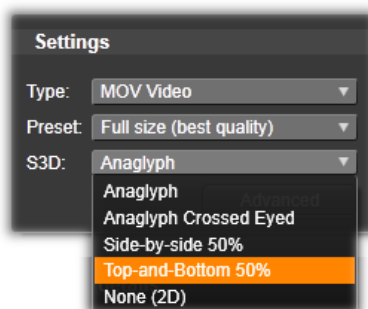 Settings
Type: MOV Video
Preset: Full size (best quality)
S3D: Anaglyph
Anaglyph
Advanced
Anaglyph Crossed Eyed
Side-by-side 50%
Top-and-Bottom 50%
None (2D)